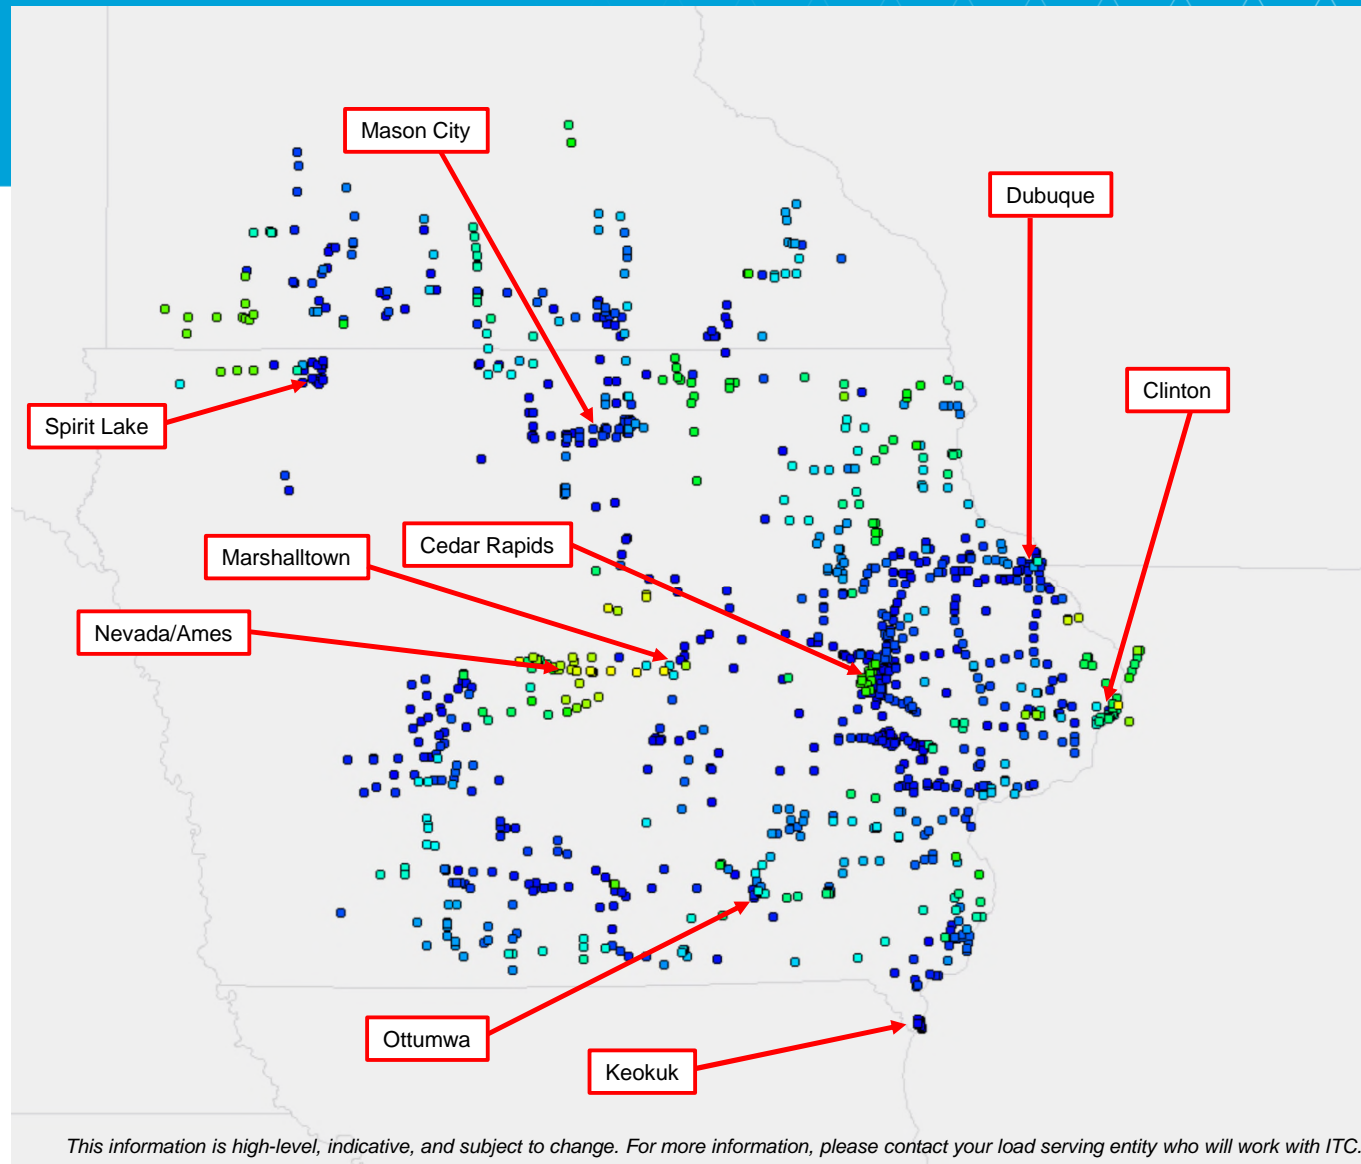 Mason City
Dubuque
Clinton
Spirit Lake
Cedar Rapids
Marshalltown
Nevada/Ames
Ottumwa
Keokuk
This information is high-level, indicative, and subject to change. For more information, please contact your load serving entity who will work with ITC.